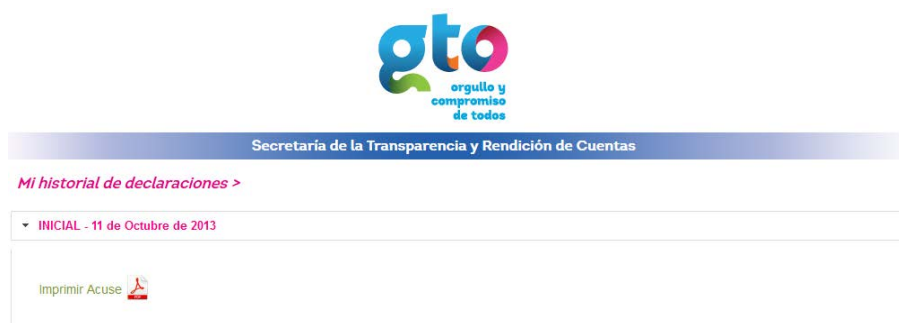 gto
orgullo y
compromiso
de todos
Secretaría de la Transparencia y Rendición de Cuentas
Mi historial de declaraciones >
INICIAL - 11 de Octubre de 2013
Imprimir Acuse